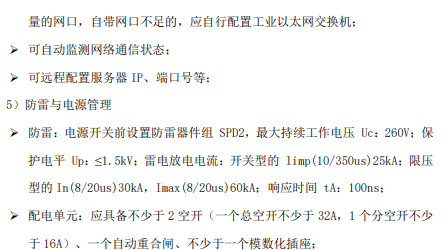 量的网口，自带网口不足的，应自行配置工业以太网交换机；
➢ 可自动监测网络通信状态；
➢ 可远程配置服务器 IP、端口号等；
5）防雷与电源管理
➢ 防雷：电源开关前设置防雷器件组 SPD2，最大持续工作电压 Uc：260V；保
护电平 Up：≤1.5kV；雷电放电电流：开关型的 limp(10/350us)25kA；限压
型的In(8/20us)30kA，Imax(8/20us)60kA；响应时间 tA：100ns；
➢ 配电单元：应具备不少于 2 空开（一个总空开不少于 32A，1 个分空开不少
于 16A）、一个自动重合闸、不少于一个模数化插座；